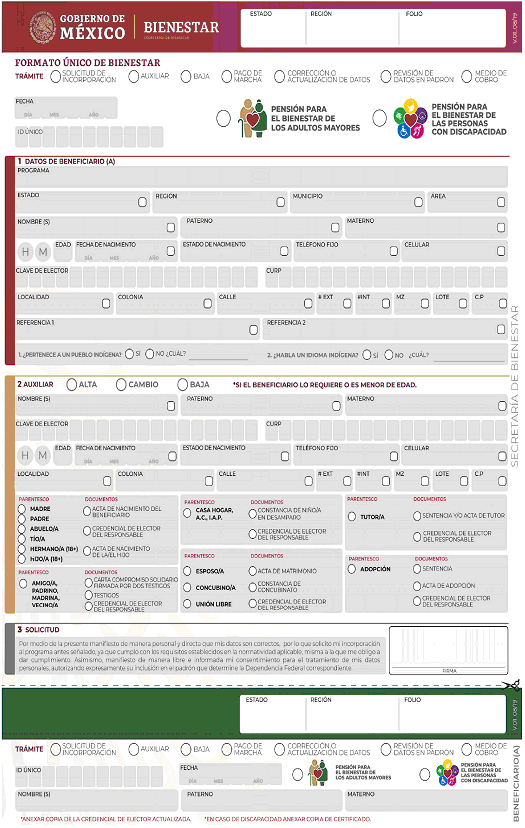 GOBIERNO DE MÉXICO
BIENESTAR
SECRETARÍA DE BIENESTAR
ESTADO REGIÓN FOLIO
V.01, 08/19
FORMATO ÚNICO DE BIENESTAR
TRÁMITE SOLICITUD DE INCORPORACIÓN AUXILIAR BAJA PAGO DE MARCHA CORRECCIÓN O ACTUALIZACIÓN DE DATOS REVISIÓN DE DATOS EN PADRÓN MEDIO DE COBRO
FECHA
DÍA MES AÑO
ID ÚNICO
PENSIÓN PARA EL BIENESTAR DE LOS ADULTOS MAYORES
PENSIÓN PARA EL BIENESTAR DE LAS PERSONAS CON DISCAPACIDAD
1 DATOS DE BENEFICIARIO (A)
PROGRAMA
ESTADO REGIÓN MUNICIPIO ÁREA
NOMBRE (S) PATERNO MATERNO
H M EDAD FECHA DE NACIMIENTO ESTADO DE NACIMIENTO TELÉFONO FIJO CELULAR
DÍA MES AÑO
CLAVE DE ELECTOR CURP
LOCALIDAD COLONIA CALLE # EXT #INT MZ LOTE C.P
REFERENCIA 1 REFERENCIA 2
1. ¿PERTENECE A UN PUEBLO INDÍGENA? SÍ NO ¿CUÁL? 2. ¿HABLA UN IDIOMA INDÍGENA? SÍ NO ¿CUÁL?
2 AUXILIAR ALTA CAMBIO BAJA *SI EL BENEFICIARIO LO REQUIERE O ES MENOR DE EDAD.
NOMBRE (S) PATERNO MATERNO
CLAVE DE ELECTOR CURP
H M EDAD FECHA DE NACIMIENTO ESTADO DE NACIMIENTO TELÉFONO FIJO CELULAR
DÍA MES AÑO
LOCALIDAD COLONIA CALLE # EXT #INT MZ LOTE C.P
PARENTESCO DOCUMENTOS
MADRE
PADRE
ABUELO/A
TÍO/A
HERMANO/A (18+)
HIJO/A (18+)
ACTA DE NACIMIENTO DEL BENEFICIARIO
CREDENCIAL DE ELECTOR DEL RESPONSABLE
ACTA DE NACIMIENTO DE LA/EL HIJO
PARENTESCO DOCUMENTOS
AMIGO/A, PADRINO, MADRINA, VECINO/A
CARTA COMPROMISO SOLIDARIO FIRMADA POR DOS TESTIGOS
TESTIGOS
CREDENCIAL DE ELECTOR DEL RESPONSABLE
PARENTESCO DOCUMENTOS
CASA HOGAR, A.C., I.A.P.
CONSTANCIA DE NIÑO/A EN DESAMPARO
CREDENCIAL DE ELECTOR DEL RESPONSABLE
PARENTESCO DOCUMENTOS
ESPOSO/A
CONCUBINO/A
UNIÓN LIBRE
ACTA DE MATRIMONIO
CONSTANCIA DE CONCUBINATO
CREDENCIAL DE ELECTOR DEL RESPONSABLE
PARENTESCO DOCUMENTOS
TUTOR/A
SENTENCIA Y/O ACTA DE TUTOR
CREDENCIAL DE ELECTOR DEL RESPONSABLE
PARENTESCO DOCUMENTOS
ADOPCIÓN
SENTENCIA
ACTA DE ADOPCIÓN
CREDENCIAL DE ELECTOR DEL RESPONSABLE
SECRETARÍA DE BIENESTAR
3 SOLICITUD
Por medio de la presente manifiesto de manera personal y directa que mis datos son correctos, por lo que solicito mi incorporación
al programa antes señalado, ya que cumplo con los requisitos establecidos en la normatividad aplicable, misma a la que me obligo a
dar cumplimiento. Asimismo, manifiesto de manera libre e informada mi consentimiento para el tratamiento de mis datos
personales, autorizando expresamente su inclusión en el padrón que determine la Dependencia Federal correspondiente.
FIRMA
ESTADO REGIÓN FOLIO
V.01, 08/19
TRÁMITE SOLICITUD DE INCORPORACIÓN AUXILIAR BAJA PAGO DE MARCHA CORRECCIÓN O ACTUALIZACIÓN DE DATOS REVISIÓN DE DATOS EN PADRÓN MEDIO DE COBRO
ID ÚNICO FECHA
DÍA MES AÑO
PENSIÓN PARA EL BIENESTAR DE LOS ADULTOS MAYORES
PENSIÓN PARA EL BIENESTAR DE LAS PERSONAS CON DISCAPACIDAD
NOMBRE (S) PATERNO MATERNO
*ANEXAR COPIA DE LA CREDENCIAL DE ELECTOR ACTUALIZADA. *EN CASO DE DISCAPACIDAD ANEXAR COPIA DE CERTIFICADO.
BENEFICIARIO(A)